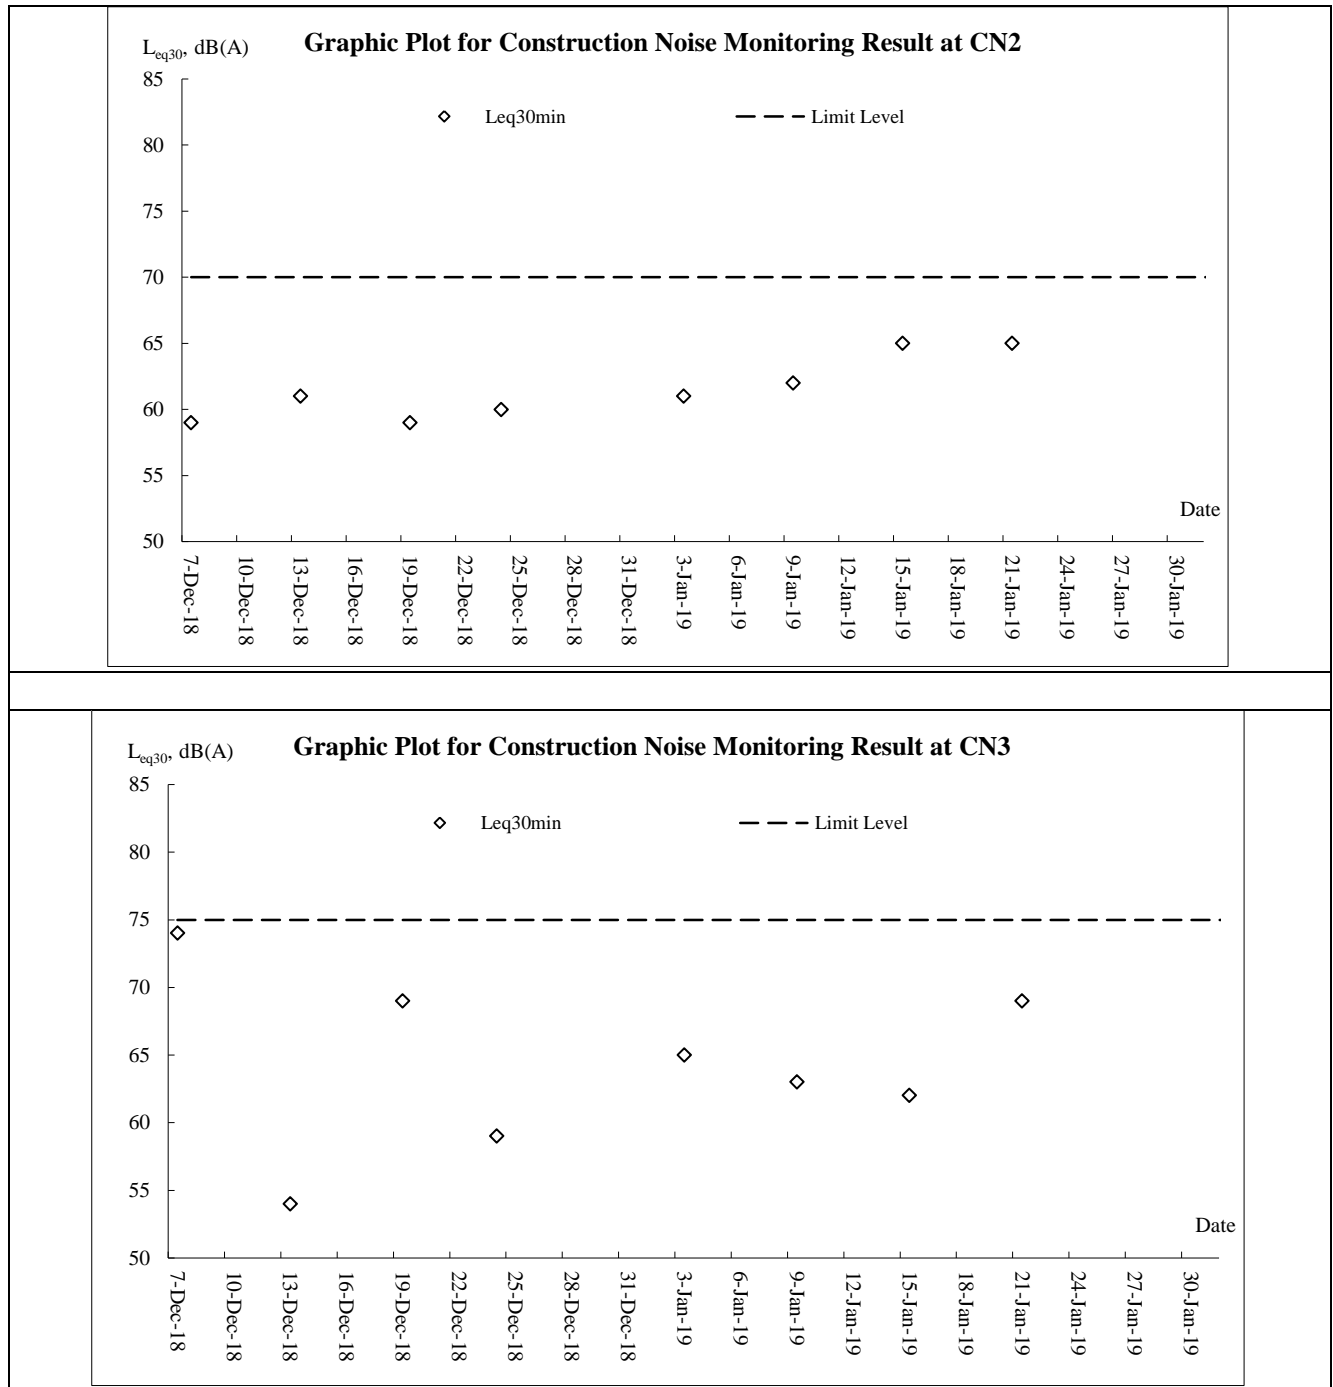 Leq30, dB(A) Graphic Plot for Construction Noise Monitoring Result at CN2
85
Leq30min Limit Level
80
75
70
65
60
55
Date
50
7-Dec-18 10-Dec-18 13-Dec-18 16-Dec-18 19-Dec-18 22-Dec-18 25-Dec-18 28-Dec-18 31-Dec-18 3-Jan-19 6-Jan-19 9-Jan-19 12-Jan-19 15-Jan-19 18-Jan-19 21-Jan-19 24-Jan-19 27-Jan-19 30-Jan-19
Leq30, dB(A) Graphic Plot for Construction Noise Monitoring Result at CN3
85
Leq30min Limit Level
80
75
70
65
60
55
Date
50
7-Dec-18 10-Dec-18 13-Dec-18 16-Dec-18 19-Dec-18 22-Dec-18 25-Dec-18 28-Dec-18 31-Dec-18 3-Jan-19 6-Jan-19 9-Jan-19 12-Jan-19 15-Jan-19 18-Jan-19 21-Jan-19 24-Jan-19 27-Jan-19 30-Jan-19